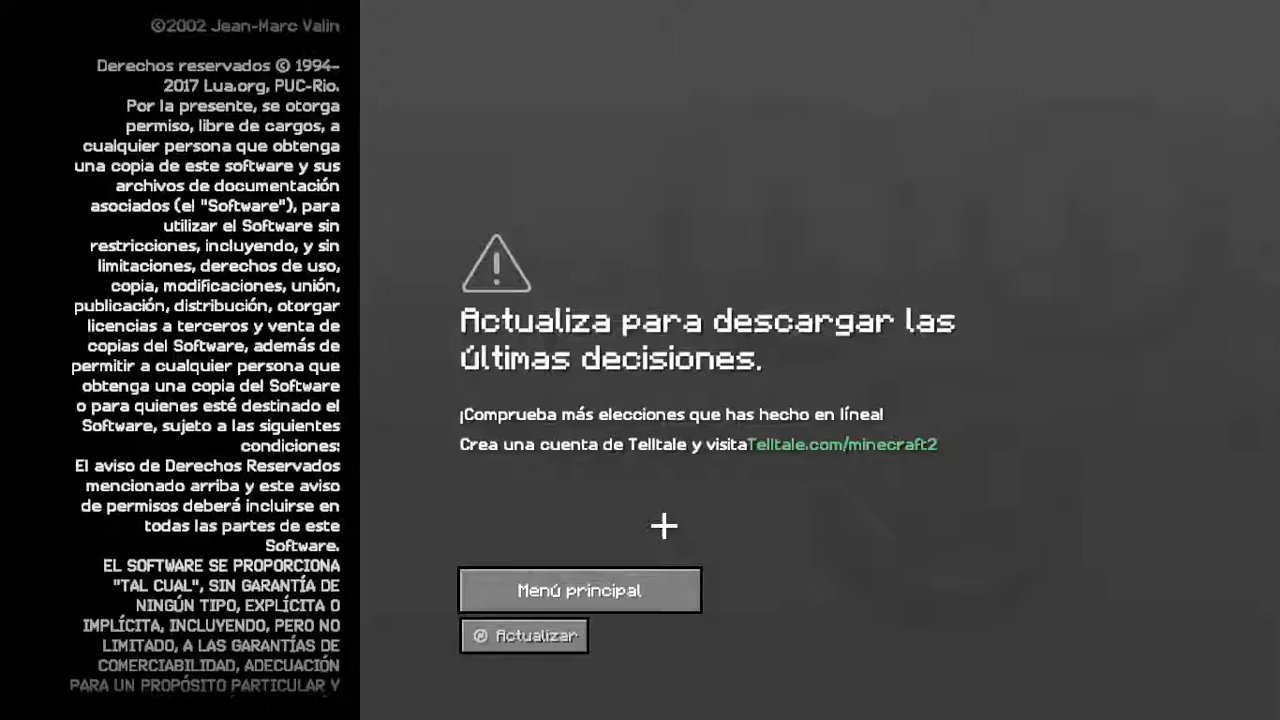 ©2002 Jean-Marc Valin
Derechos reservados © 1994-
2017 Lua.org, PUC-Rio.
Por la presente, se otorga
permiso, libre de cargos, a
cualquier persona que obtenga
una copia de este software y sus
archivos de documentación
asociados (el "Software"), para
utilizar el Software sin
restricciones, incluyendo, y sin
limitaciones, derechos de uso,
copia, modificaciones, unión,
publicación, distribución, otorgar
licencias a terceros y venta de
copias del Software, además de
permitir a cualquier persona que
obtenga una copia del Software
o para quienes esté destinado el
Software, sujeto a las siguientes
condiciones:
El aviso de Derechos Reservados
mencionado arriba y este aviso
de permisos deberá incluirse en
todas las partes de este
Software.
EL SOFTWARE SE PROPORCIONA
"TAL CUAL", SIN GARANTÍA DE
NINGÚN TIPO, EXPLÍCITA O
IMPLÍCITA, INCLUYENDO, PERO NO
LIMITADO, A LAS GARANTÍAS DE
COMERCIABILIDAD, ADECUACIÓN
PARA UN PROPÓSITO PARTICULAR Y
Actualiza para descargar las
últimas decisiones.
¡Comprueba más elecciones que has hecho en línea!
Crea una cuenta de Telltale y visitaTelltale.com/minecraft2
Menú principal
Actualizar